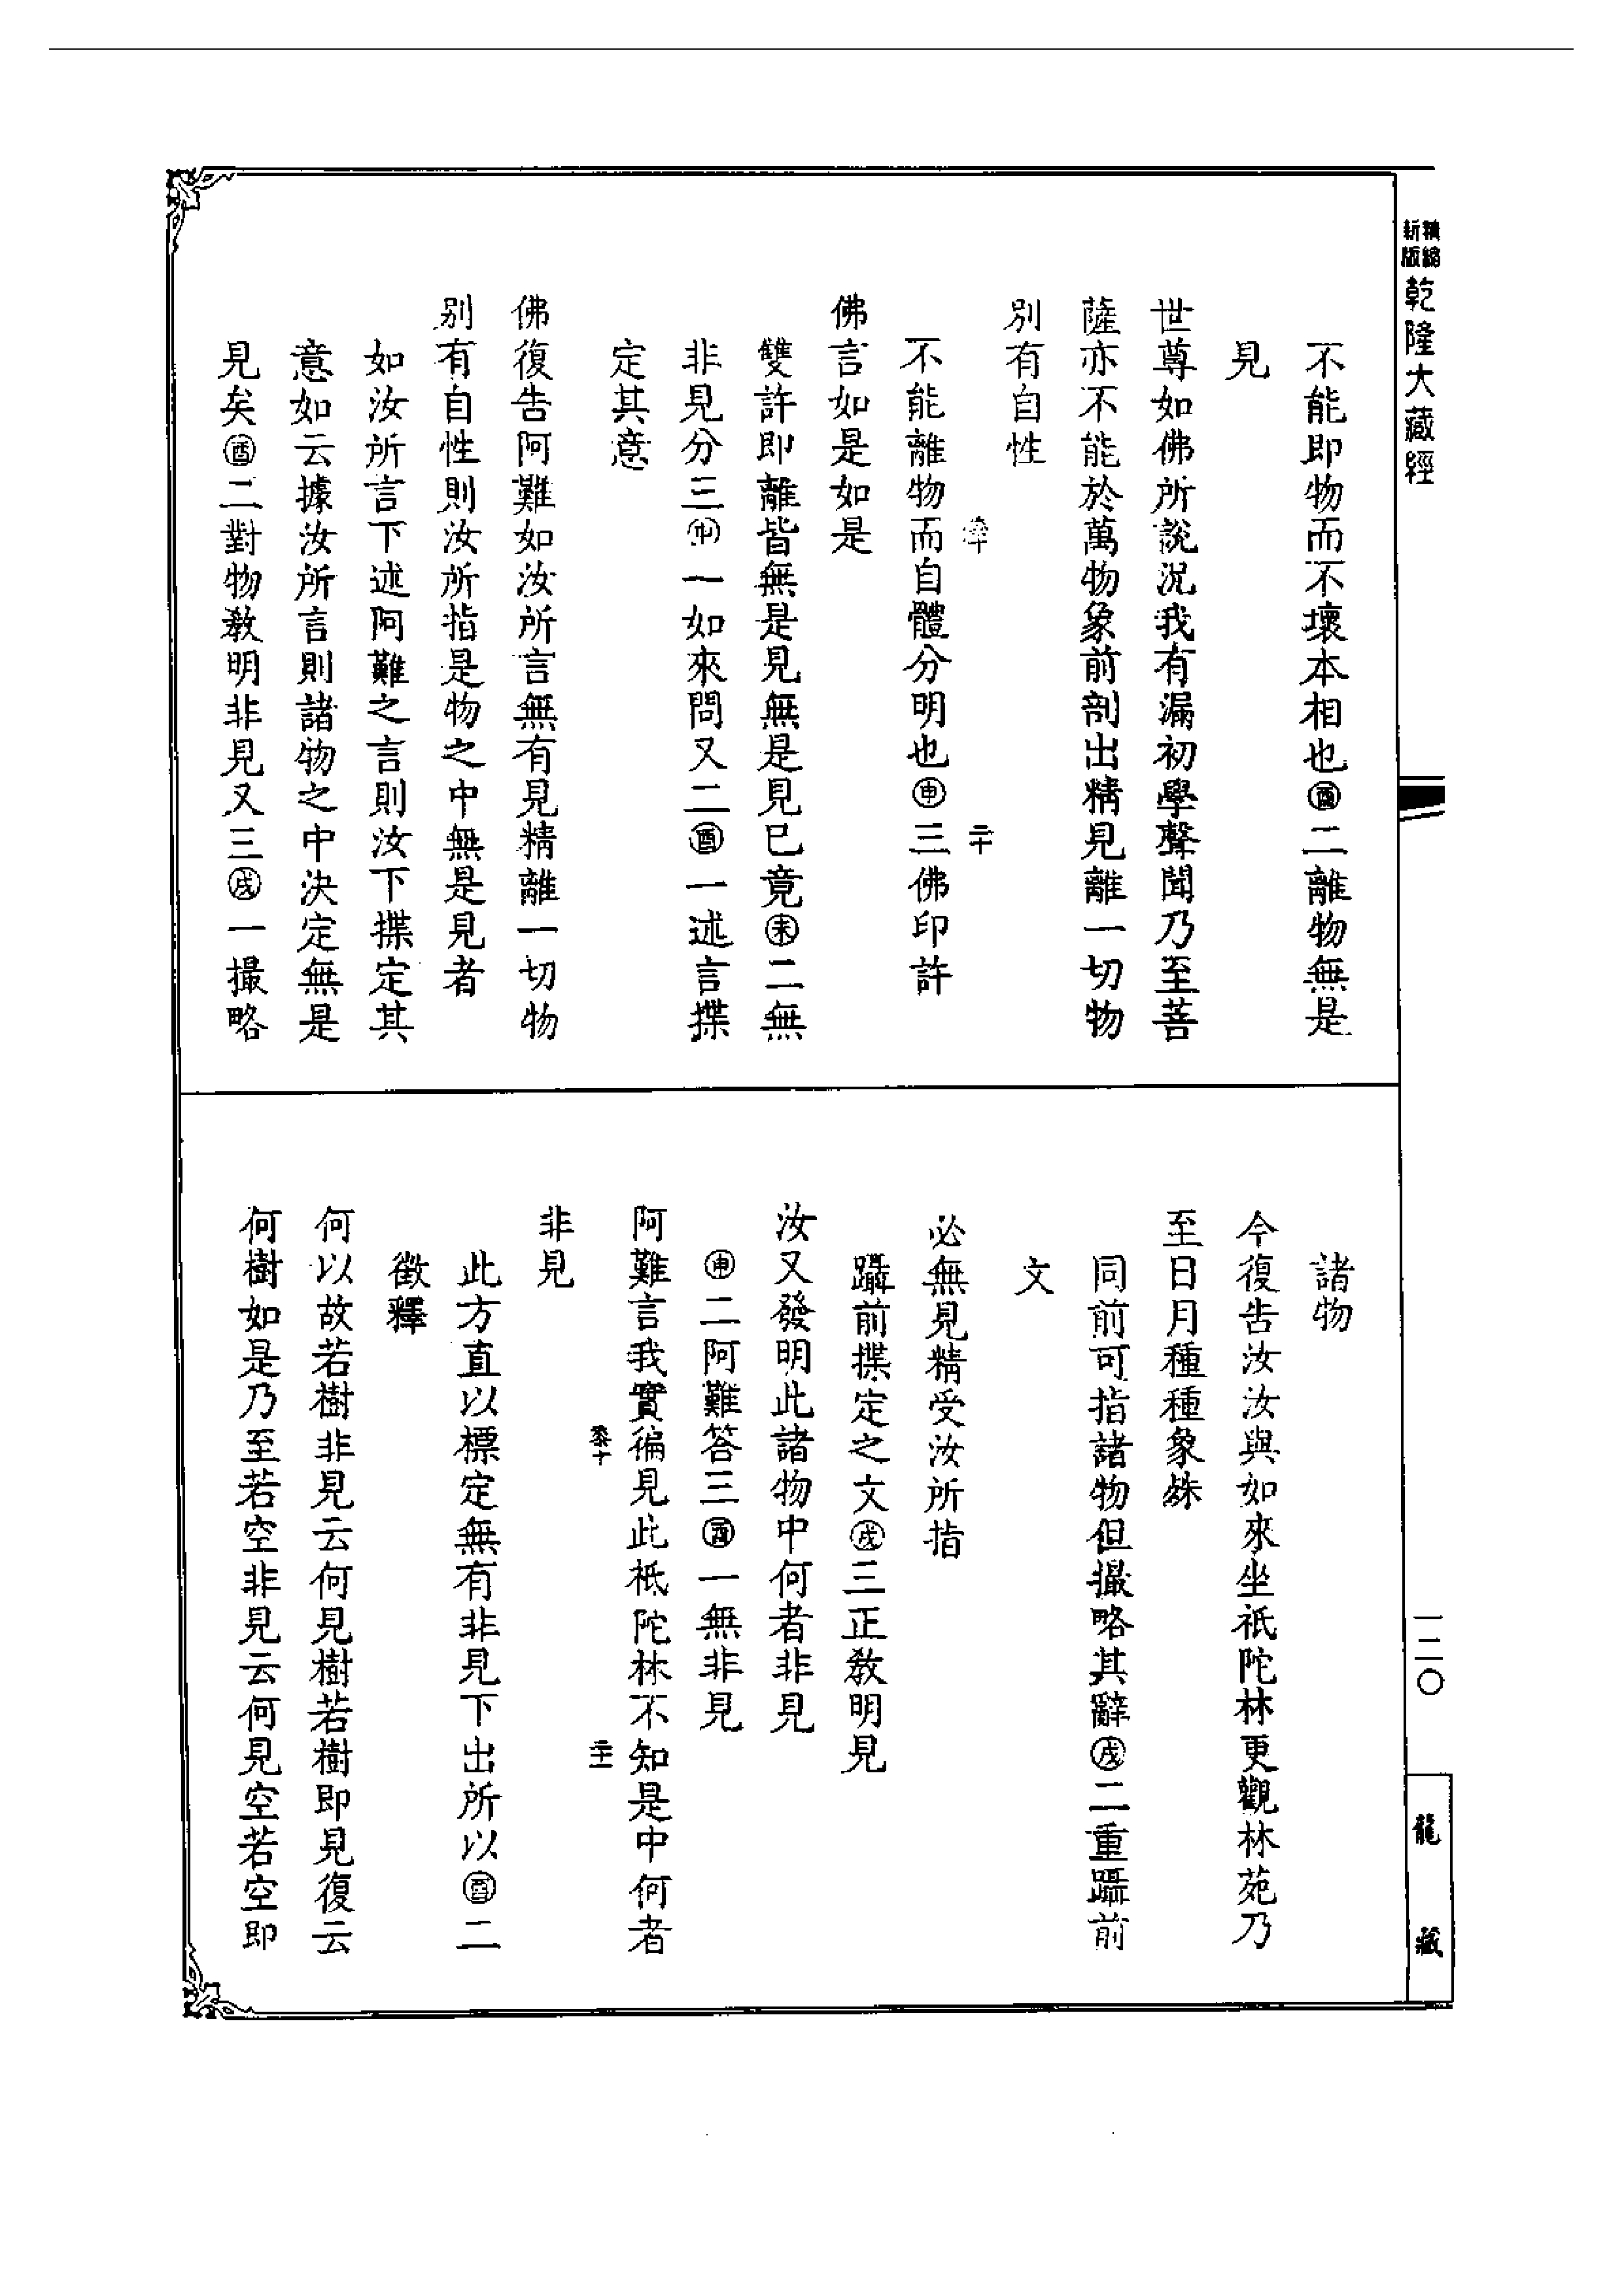 精縮
新版
乾隆大藏經
不能即物而不壞本相也㊒二離物無是
見
世尊如佛所說況我有漏初學聲聞乃至菩
薩亦不能於萬物象前剖出精見離一切物
別有自性
不能離物而自體分明也㊥三佛印許
佛言如是如是
雙許即離皆無是見無是見已竟㊍二無
非見分三㊥一如來問又二㊒一述言揲
定其意
佛復告阿難如汝所言無有見精離一切物
別有自性則汝所指是物之中無是見者
如汝所言下述阿難之言則汝下揲定其
意如云據汝所言則諸物之中決定無是
見矣㊒二對物教明非見又三㊏一撮略
諸物
今復告汝汝與如來坐祇陀林更觀林苑乃
至日月種種象殊
同前可指諸物但撮略其辭戌二重躡前
文
必無見精受汝所指
躡前揲定之文戌三正教明見
汝又發明此諸物中何者非見
申二阿難答三酉一無非見
阿難言我實徧見此祇陀林不知是中何者
泰十
二十一
非見
此方直以標定無有非見下出所以酉二
徵釋
何以故若樹非見云何見樹若樹即見復云
何樹如是乃至若空非見云何見空若空即
一二〇
龍藏